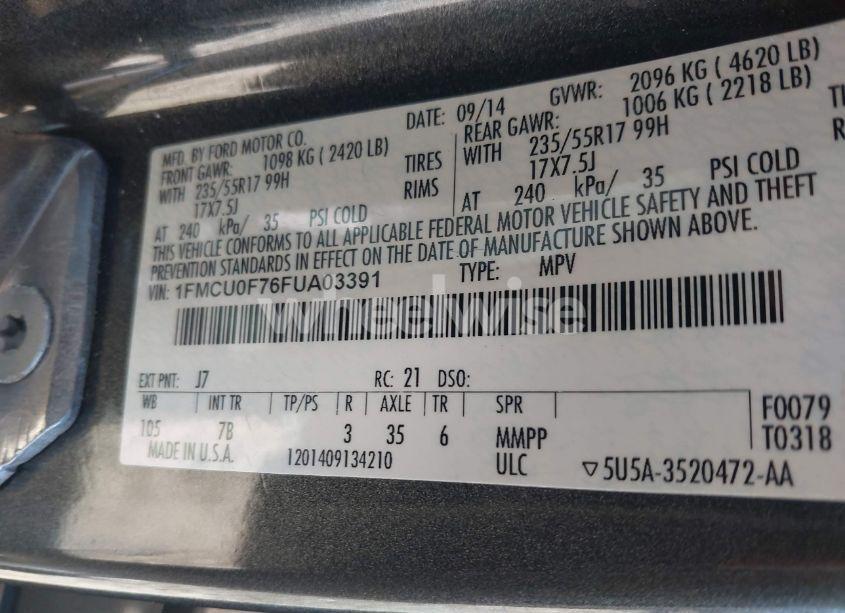 MFD. BY FORD MOTOR CO.
DATE: 09/14 GVWR: 2096 KG ( 4620 LB)
FRONT GAWR: 1098 KG ( 2420 LB)
REAR GAWR: 1006 KG ( 2218 LB)
WITH 235/55R17 99H TIRES
WITH 235/55R17 99H
17X7.5J RIMS
17X7.5J
AT 240 kPa/ 35 PSI COLD
AT 240 kPa/ 35 PSI COLD
THIS VEHICLE CONFORMS TO ALL APPLICABLE FEDERAL MOTOR VEHICLE SAFETY AND THEFT
PREVENTION STANDARDS IN EFFECT ON THE DATE OF MANUFACTURE SHOWN ABOVE.
VIN: 1FMCU0F76FUA03391 TYPE: MPV
wheelwise
EXT PNT: J7 RC: 21 DSO:
WB INT TR TP/PS R AXLE TR SPR
105 7B 3 35 6 MMPP
MADE IN U.S.A. 1201409134210 ULC
F0079
T0318
▽5U5A-3520472-AA